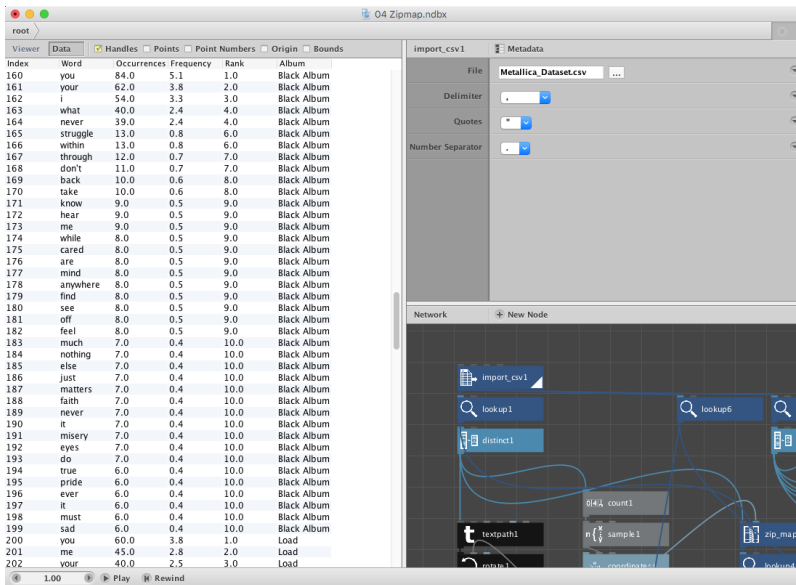 04 Zipmap.ndbx
root
Viewer Data Handles Points Point Numbers Origin Bounds
Index Word Occurrences Frequency Rank Album
160 you 84.0 5.1 1.0 Black Album
161 your 62.0 3.8 2.0 Black Album
162 i 54.0 3.3 3.0 Black Album
163 what 40.0 2.4 4.0 Black Album
164 never 39.0 2.4 4.0 Black Album
165 struggle 13.0 0.8 6.0 Black Album
166 within 13.0 0.8 6.0 Black Album
167 through 12.0 0.7 7.0 Black Album
168 don't 11.0 0.7 7.0 Black Album
169 back 10.0 0.6 8.0 Black Album
170 take 10.0 0.6 8.0 Black Album
171 know 9.0 0.5 9.0 Black Album
172 hear 9.0 0.5 9.0 Black Album
173 me 9.0 0.5 9.0 Black Album
174 while 8.0 0.5 9.0 Black Album
175 cared 8.0 0.5 9.0 Black Album
176 are 8.0 0.5 9.0 Black Album
177 mind 8.0 0.5 9.0 Black Album
178 anywhere 8.0 0.5 9.0 Black Album
179 find 8.0 0.5 9.0 Black Album
180 see 8.0 0.5 9.0 Black Album
181 off 8.0 0.5 9.0 Black Album
182 feel 8.0 0.5 9.0 Black Album
183 much 7.0 0.4 10.0 Black Album
184 nothing 7.0 0.4 10.0 Black Album
185 else 7.0 0.4 10.0 Black Album
186 just 7.0 0.4 10.0 Black Album
187 matters 7.0 0.4 10.0 Black Album
188 faith 7.0 0.4 10.0 Black Album
189 never 7.0 0.4 10.0 Black Album
190 it 7.0 0.4 10.0 Black Album
191 misery 7.0 0.4 10.0 Black Album
192 eyes 7.0 0.4 10.0 Black Album
193 do 7.0 0.4 10.0 Black Album
194 true 6.0 0.4 10.0 Black Album
195 pride 6.0 0.4 10.0 Black Album
196 ever 6.0 0.4 10.0 Black Album
197 it 6.0 0.4 10.0 Black Album
198 must 6.0 0.4 10.0 Black Album
199 sad 6.0 0.4 10.0 Black Album
200 you 60.0 3.8 1.0 Load
201 me 45.0 2.8 2.0 Load
202 your 40.0 2.5 3.0 Load
1.00 Play Rewind
import_csv1 Metadata
File Metallica_Dataset.csv ...
Delimiter ,
Quotes "
Number Separator .
Network New Node
import_csv1
lookup1 lookup6
distinct1
count1
textpath1 sample1 zip_map
rotate1 coordinates lookup4